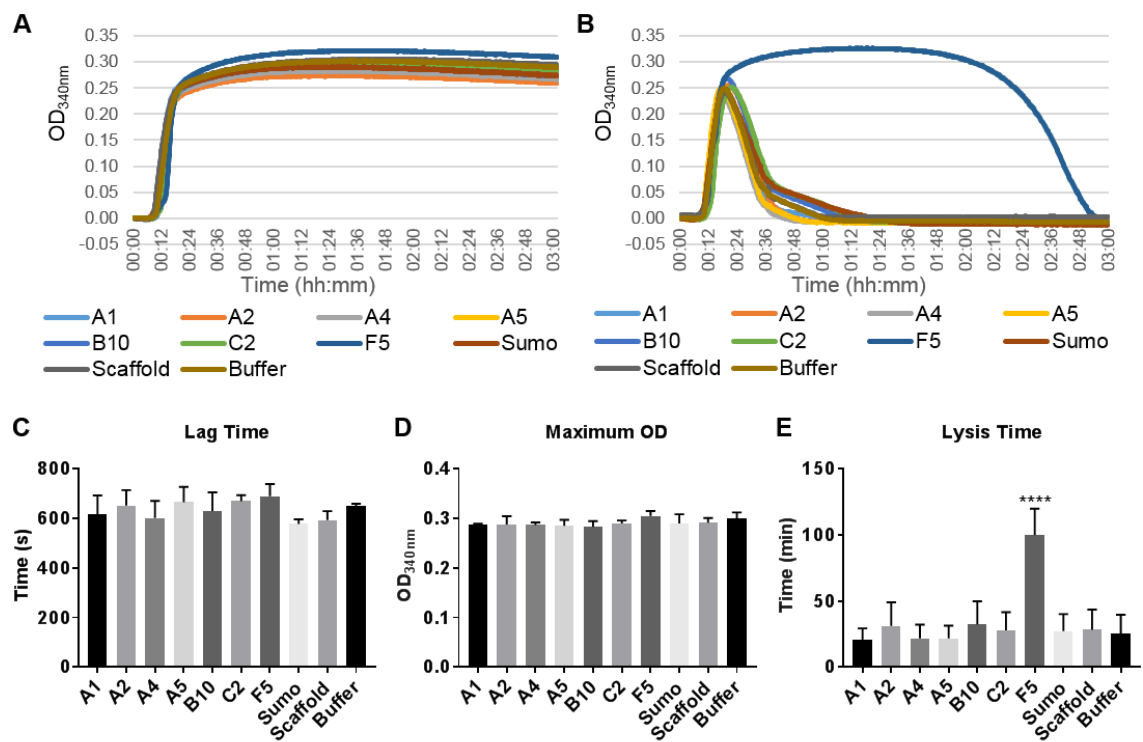 A
OD340nm
0.35
0.30
0.25
0.20
0.15
0.10
0.05
0.00
-0.05
00:00
00:12
00:24
00:36
00:48
01:00
01:12
01:24
01:36
01:48
02:00
02:12
02:24
02:36
02:48
03:00
Time (hh:mm)
A1 A2 A4 A5
B10 C2 F5 Sumo
Scaffold Buffer
B
OD340nm
0.35
0.30
0.25
0.20
0.15
0.10
0.05
0.00
-0.05
00:00
00:12
00:24
00:36
00:48
01:00
01:12
01:24
01:36
01:48
02:00
02:12
02:24
02:36
02:48
03:00
Time (hh:mm)
A1 A2 A4 A5
B10 C2 F5 Sumo
Scaffold Buffer
C
Lag Time
Time (s)
800
600
400
200
0
A1
A2
A4
A5
B10
C2
F5
Sumo
Scaffold
Buffer
D
Maximum OD
OD340nm
0.4
0.3
0.2
0.1
0.0
A1
A2
A4
A5
B10
C2
F5
Sumo
Scaffold
Buffer
E
Lysis Time
Time (min)
150
100
50
0
****
A1
A2
A4
A5
B10
C2
F5
Sumo
Scaffold
Buffer